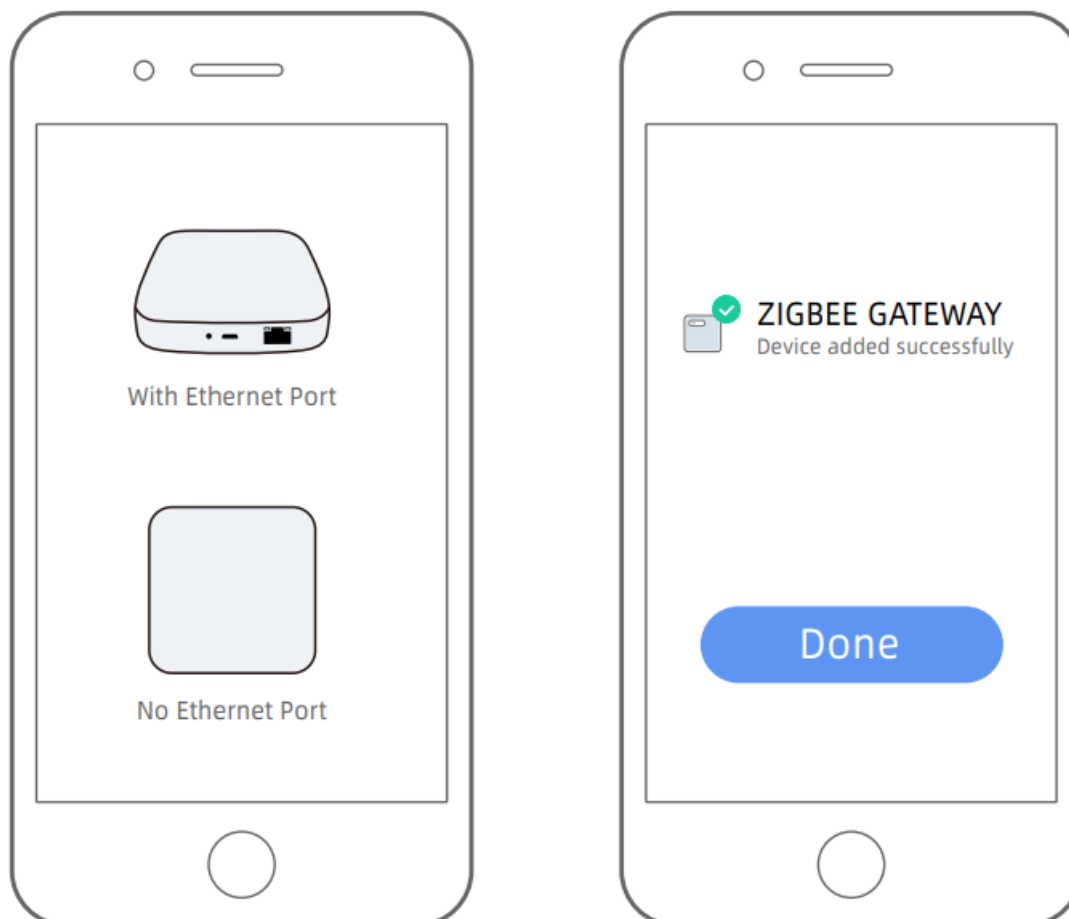 With Ethernet Port
No Ethernet Port
ZIGBEE GATEWAY
Device added successfully
Done